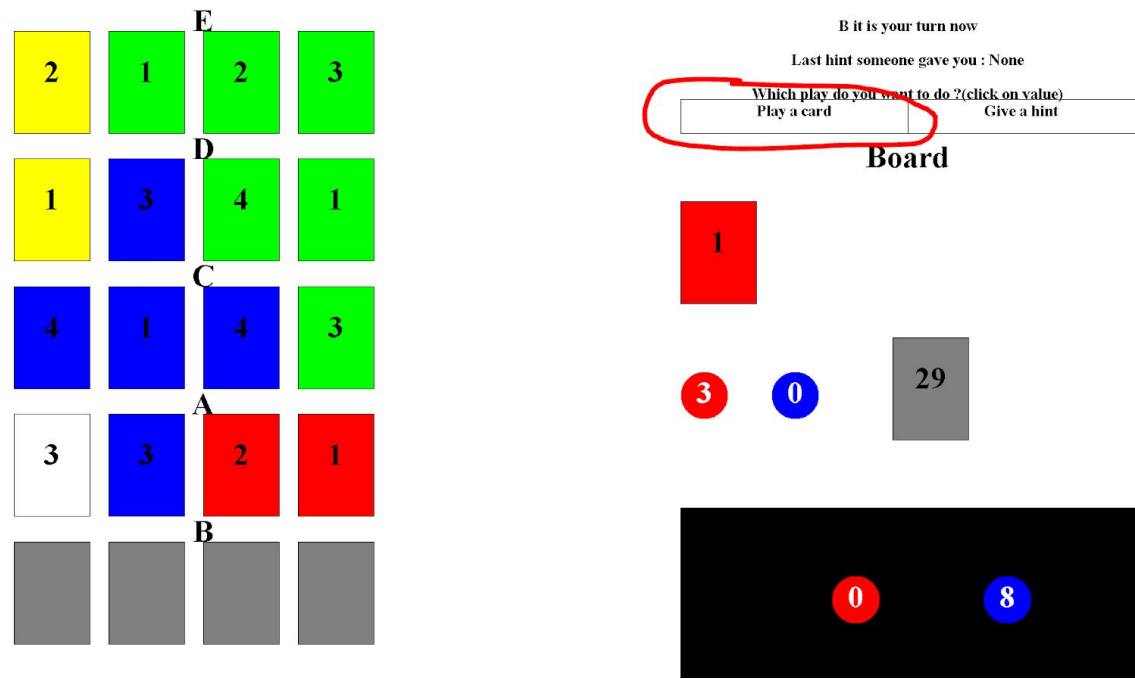 E
2 1 2 3
D
1 3 4 1
C
4 1 4 3
A
3 3 2 1
B
B it is your turn now
Last hint someone gave you : None
Which play do you want to do ?(click on value)
Play a card Give a hint
Board
1
3 0 29
0 8